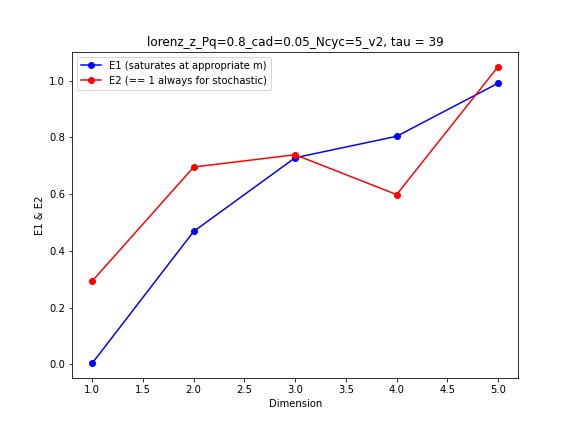 lorenz_z_Pq=0.8_cad=0.05_Ncyc=5_v2, tau = 39
E1 (saturates at appropriate m)
E2 (== 1 always for stochastic)
E1 & E2
1.0
0.8
0.6
0.4
0.2
0.0
1.0 1.5 2.0 2.5 3.0 3.5 4.0 4.5 5.0
Dimension